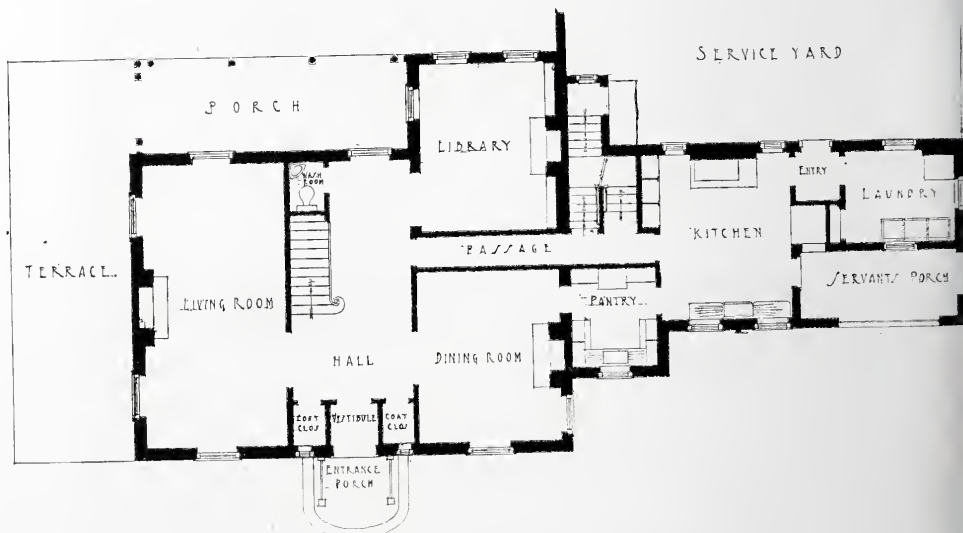 SERVICE YARD
PORCH
LIBRARY
WASH
ROOM
ENTRY
LAUNDRY
KITCHEN
PASSAGE
TERRACE
SERVANTS PORCH
LIVING ROOM
PANTRY
HALL
DINING ROOM
COAT
CLOS
VESTIBULE
COAT
CLOS
ENTRANCE
PORCH